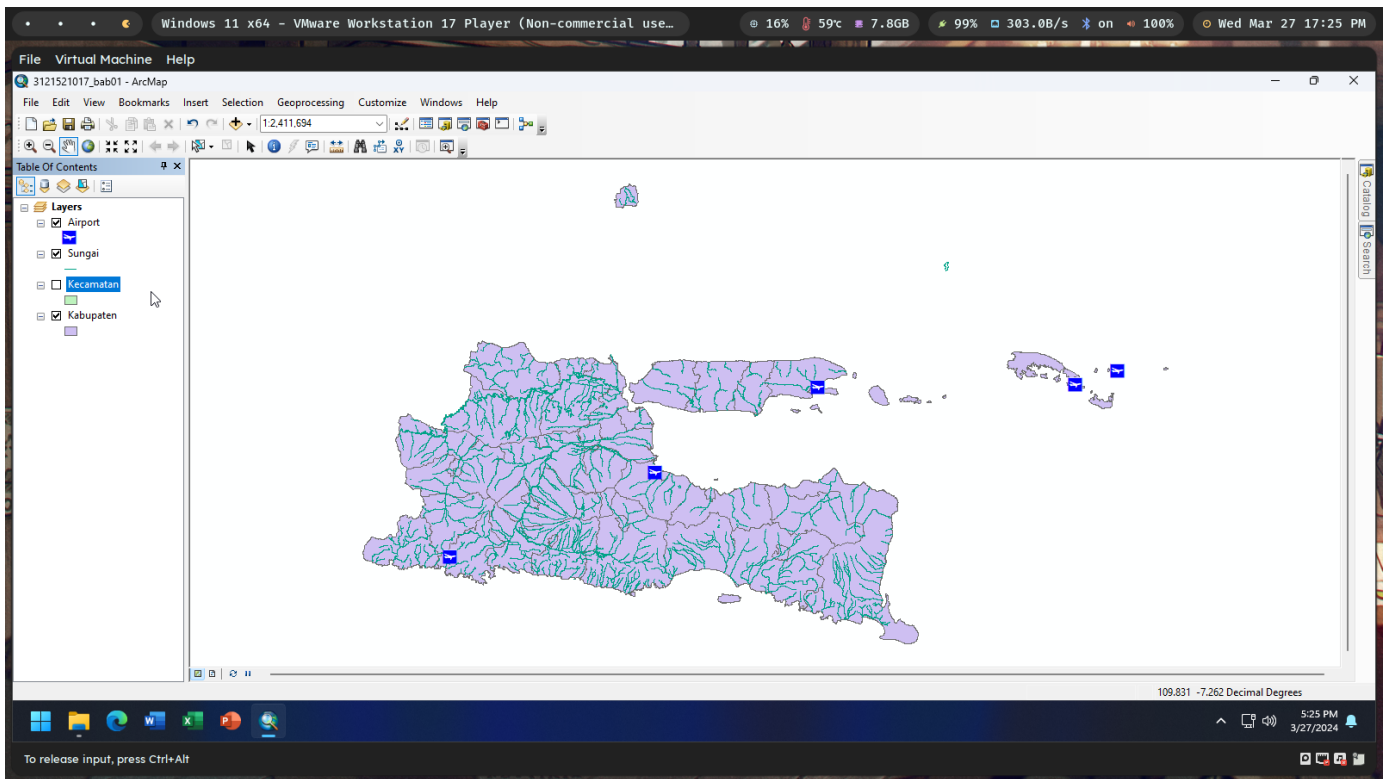 Windows 11 x64 - VMware Workstation 17 Player (Non-commercial use… 16% 59°c 7.8GB 99% 303.0B/s on 100% Wed Mar 27 17:25 PM
File Virtual Machine Help
3121521017_bab01 - ArcMap
File Edit View Bookmarks Insert Selection Geoprocessing Customize Windows Help
1:2,411,694
Table Of Contents
Layers
Airport
Sungai
Kecamatan
Kabupaten
Catalog
Search
109.831 -7.262 Decimal Degrees
5:25 PM
3/27/2024
To release input, press Ctrl+Alt